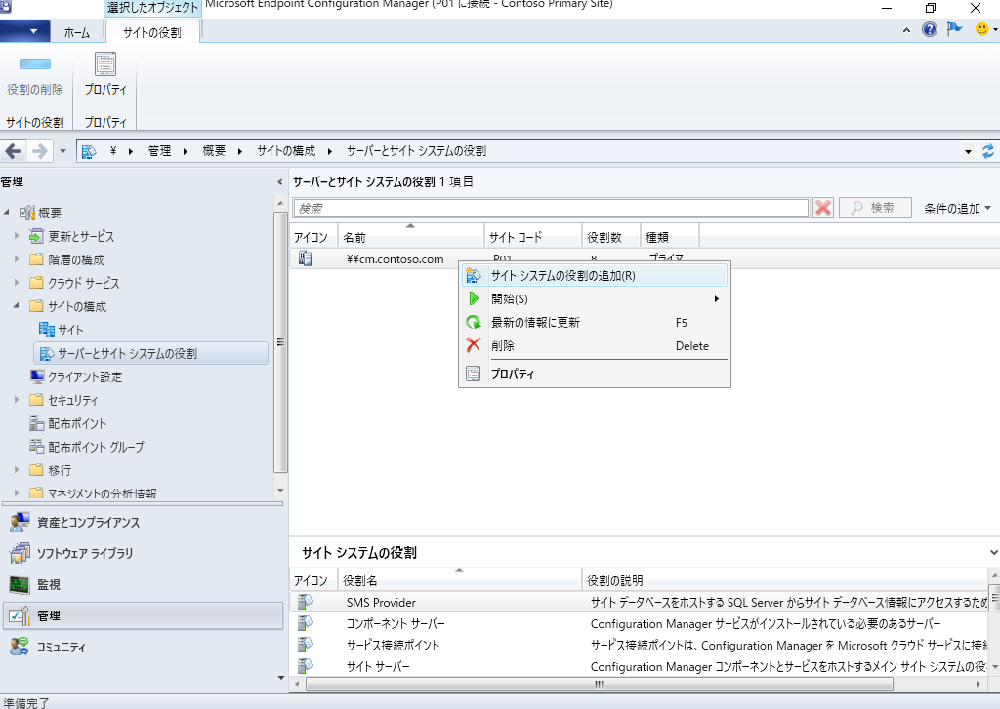 選択したオブジェクト
Microsoft Endpoint Configuration Manager (P01 に接続 - Contoso Primary Site)
ホーム
サイトの役割
役割の削除
プロパティ
サイトの役割
プロパティ
¥ 管理 概要 サイトの構成 サーバーとサイト システムの役割
管理
サーバーとサイト システムの役割 1 項目
検索
検索
条件の追加
概要
更新とサービス
階層の構成
クラウド サービス
サイトの構成
サイト
サーバーとサイト システムの役割
クライアント設定
セキュリティ
配布ポイント
配布ポイント グループ
移行
マネジメントの分析情報
アイコン 名前 サイト コード 役割数 種類
¥¥cm.contoso.com P01 8 プライマ
サイト システムの役割の追加(R)
開始(S)
最新の情報に更新 F5
削除 Delete
プロパティ
資産とコンプライアンス
ソフトウェア ライブラリ
監視
管理
コミュニティ
サイト システムの役割
アイコン 役割名 役割の説明
SMS Provider サイト データベースをホストする SQL Server からサイト データベース情報にアクセスするため
コンポーネント サーバー Configuration Manager サービスがインストールされている必要のあるサーバー
サービス接続ポイント サービス接続ポイントは、Configuration Manager を Microsoft クラウド サービスに接続
サイト サーバー Configuration Manager コンポーネントとサービスをホストするメイン サイト システムの役
準備完了